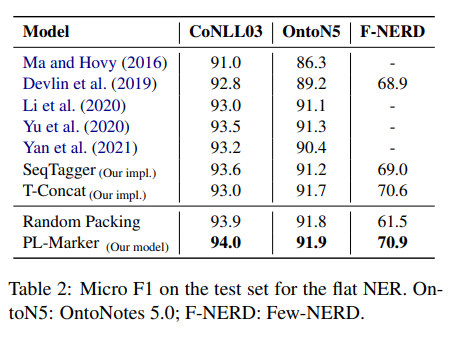 Model CoNLL03 OntoN5 F-NERD
Ma and Hovy (2016) 91.0 86.3 -
Devlin et al. (2019) 92.8 89.2 68.9
Li et al. (2020) 93.0 91.1 -
Yu et al. (2020) 93.5 91.3 -
Yan et al. (2021) 93.2 90.4 -
SeqTagger (Our impl.) 93.6 91.2 69.0
T-Concat (Our impl.) 93.0 91.7 70.6
Random Packing 93.9 91.8 61.5
PL-Marker (Our model) 94.0 91.9 70.9
Table 2: Micro F1 on the test set for the flat NER. On-
toN5: OntoNotes 5.0; F-NERD: Few-NERD.